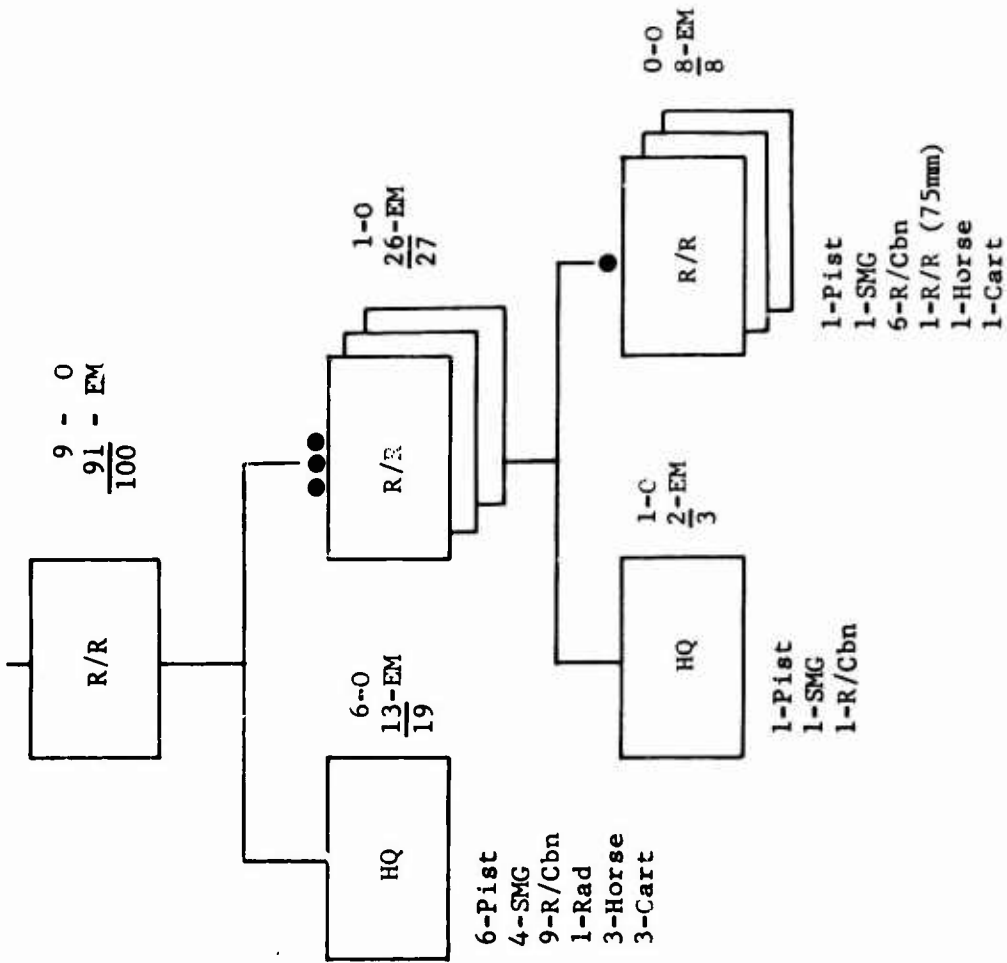 R/R
9 - O
91 - EM
100
HQ
6-O
13-EM
19
6-Pist
4-SMG
9-R/Cbn
1-Rad
3-Horse
3-Cart
R/R
1-O
26-EM
27
HQ
1-O
2-EM
3
1-Pist
1-SMG
1-R/Cbn
R/R
0-O
8-EM
8
1-Pist
1-SMG
6-R/Cbn
1-R/R (75mm)
1-Horse
1-Cart